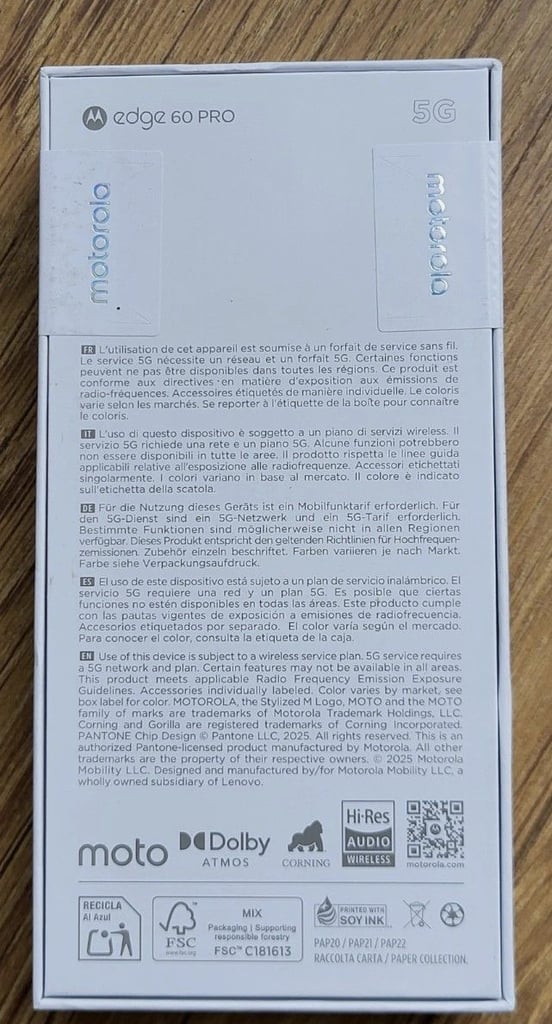 edge 60 PRO
5G
motorola
motorola
FR L'utilisation de cet appareil est soumise à un forfait de service sans fil.
Le service 5G nécessite un réseau et un forfait 5G. Certaines fonctions
peuvent ne pas être disponibles dans toutes les régions. Ce produit est
conforme aux directives en matière d'exposition aux émissions de
radio-fréquences. Accessoires étiquetés de manière individuelle. Le coloris
varie selon les marchés. Se reporter à l'étiquette de la boîte pour connaître
le coloris.
IT L'uso di questo dispositivo è soggetto a un piano di servizi wireless. Il
servizio 5G richiede una rete e un piano 5G. Alcune funzioni potrebbero
non essere disponibili in tutte le aree. Il prodotto rispetta le linee guida
applicabili relative all'esposizione alle radiofrequenze. Accessori etichettati
singolarmente. I colori variano in base al mercato. Il colore è indicato
sull'etichetta della scatola.
DE Für die Nutzung dieses Geräts ist ein Mobilfunktarif erforderlich. Für
den 5G-Dienst sind ein 5G-Netzwerk und ein 5G-Tarif erforderlich.
Bestimmte Funktionen sind möglicherweise nicht in allen Regionen
verfügbar. Dieses Produkt entspricht den geltenden Richtlinien für Hochfrequen-
zemissionen. Zubehör einzeln beschriftet. Farben variieren je nach Markt.
Farbe siehe Verpackungsaufdruck.
ES El uso de este dispositivo está sujeto a un plan de servicio inalámbrico. El
servicio 5G requiere una red y un plan 5G. Es posible que ciertas
funciones no estén disponibles en todas las áreas. Este producto cumple
con las pautas vigentes de exposición a emisiones de radiofrecuencia.
Accesorios etiquetados por separado. El color varía según el mercado.
Para conocer el color, consulta la etiqueta de la caja.
EN Use of this device is subject to a wireless service plan. 5G service requires
a 5G network and plan. Certain features may not be available in all areas.
This product meets applicable Radio Frequency Emission Exposure
Guidelines. Accessories individually labeled. Color varies by market, see
box label for color. MOTOROLA, the Stylized M Logo, MOTO and the MOTO
family of marks are trademarks of Motorola Trademark Holdings, LLC.
Corning and Gorilla are registered trademarks of Corning Incorporated.
PANTONE Chip Design © Pantone LLC, 2025. All rights reserved. This is an
authorized Pantone-licensed product manufactured by Motorola. All other
trademarks are the property of their respective owners. © 2025 Motorola
Mobility LLC. Designed and manufactured by/for Motorola Mobility LLC, a
wholly owned subsidiary of Lenovo.
moto
Dolby
ATMOS
CORNING
Hi-Res
AUDIO
WIRELESS
motorola.com
RECICLA
Al Azul
FSC
www.fsc.org
MIX
Packaging | Supporting
responsible forestry
FSC™ C181613
PRINTED WITH
SOY INK
PAP20 / PAP21 / PAP22
RACCOLTA CARTA / PAPER COLLECTION.